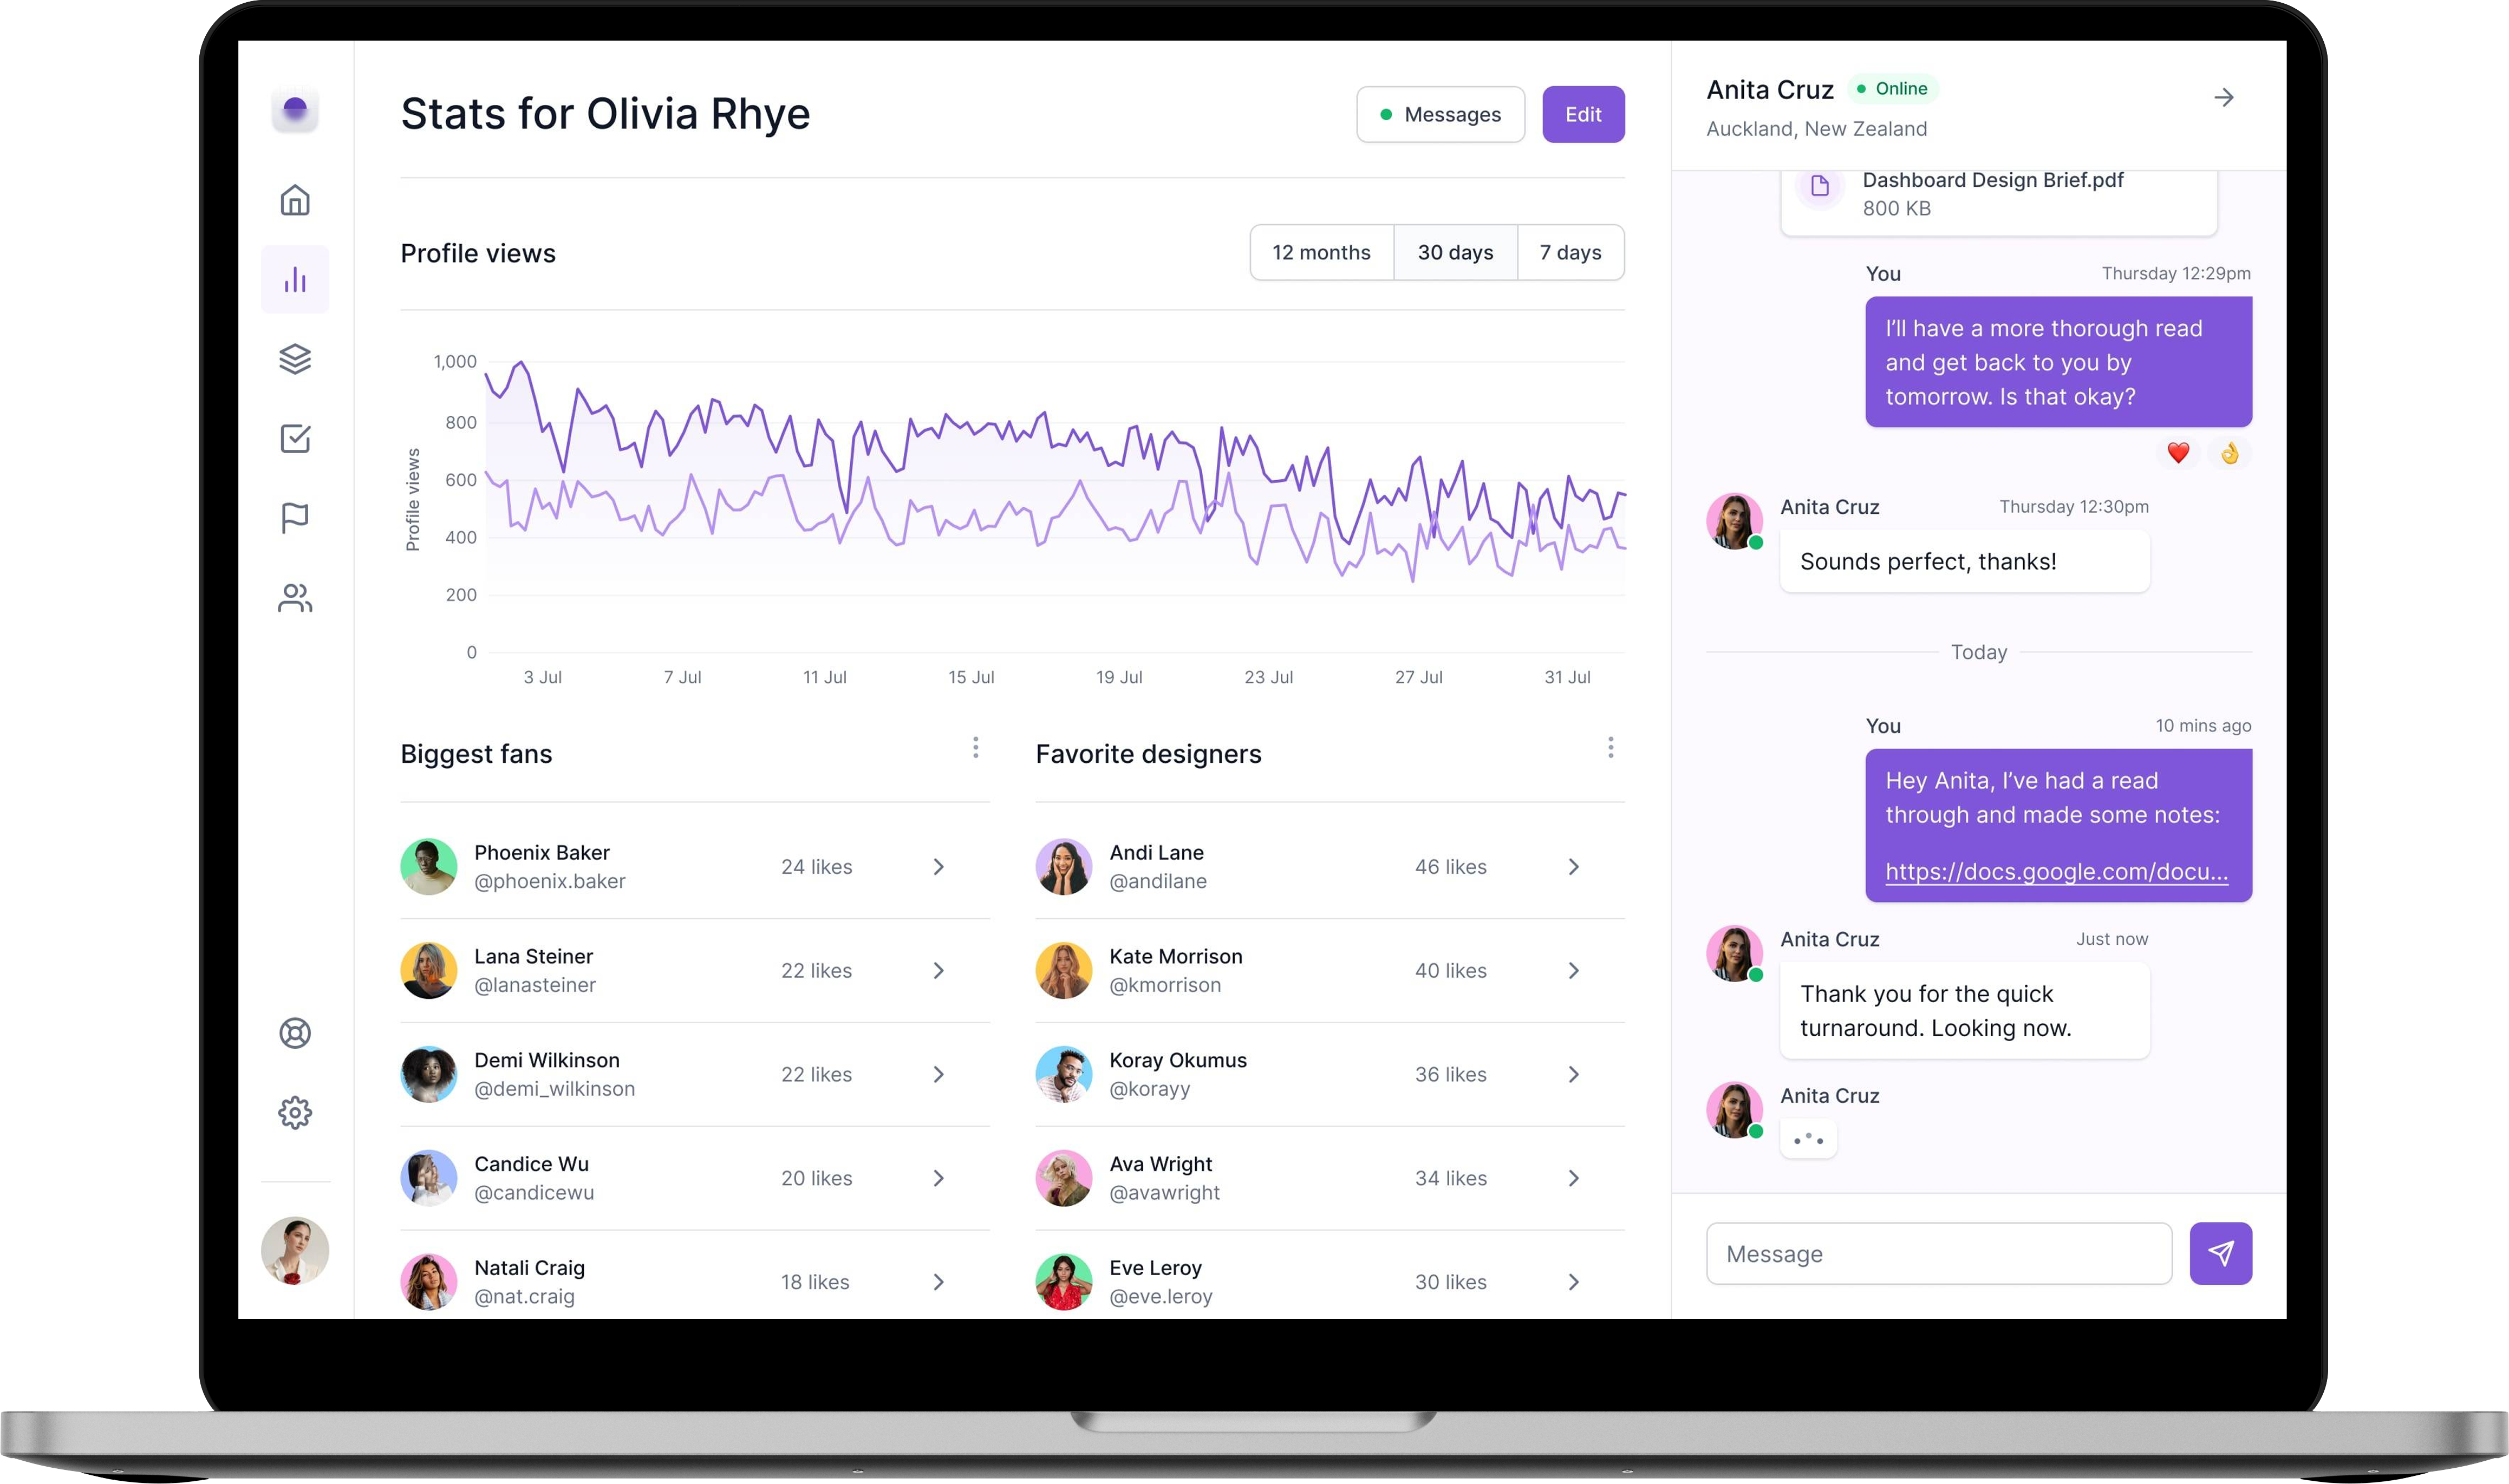 Stats for Olivia Rhye
Messages
Edit
Profile views
12 months
30 days
7 days
1,000
800
600
400
200
0
Profile views
3 Jul
7 Jul
11 Jul
15 Jul
19 Jul
23 Jul
27 Jul
31 Jul
Biggest fans
Phoenix Baker
@phoenix.baker
24 likes
Lana Steiner
@lanasteiner
22 likes
Demi Wilkinson
@demi_wilkinson
22 likes
Candice Wu
@candicewu
20 likes
Natali Craig
@nat.craig
18 likes
Favorite designers
Andi Lane
@andilane
46 likes
Kate Morrison
@kmorrison
40 likes
Koray Okumus
@korayy
36 likes
Ava Wright
@avawright
34 likes
Eve Leroy
@eve.leroy
30 likes
Anita Cruz
Online
Auckland, New Zealand
Dashboard Design Brief.pdf
800 KB
You
Thursday 12:29pm
I’ll have a more thorough read
and get back to you by
tomorrow. Is that okay?
❤️ 👌
Anita Cruz
Thursday 12:30pm
Sounds perfect, thanks!
Today
You
10 mins ago
Hey Anita, I’ve had a read
through and made some notes:
https://docs.google.com/docu...
Anita Cruz
Just now
Thank you for the quick
turnaround. Looking now.
Anita Cruz
Message